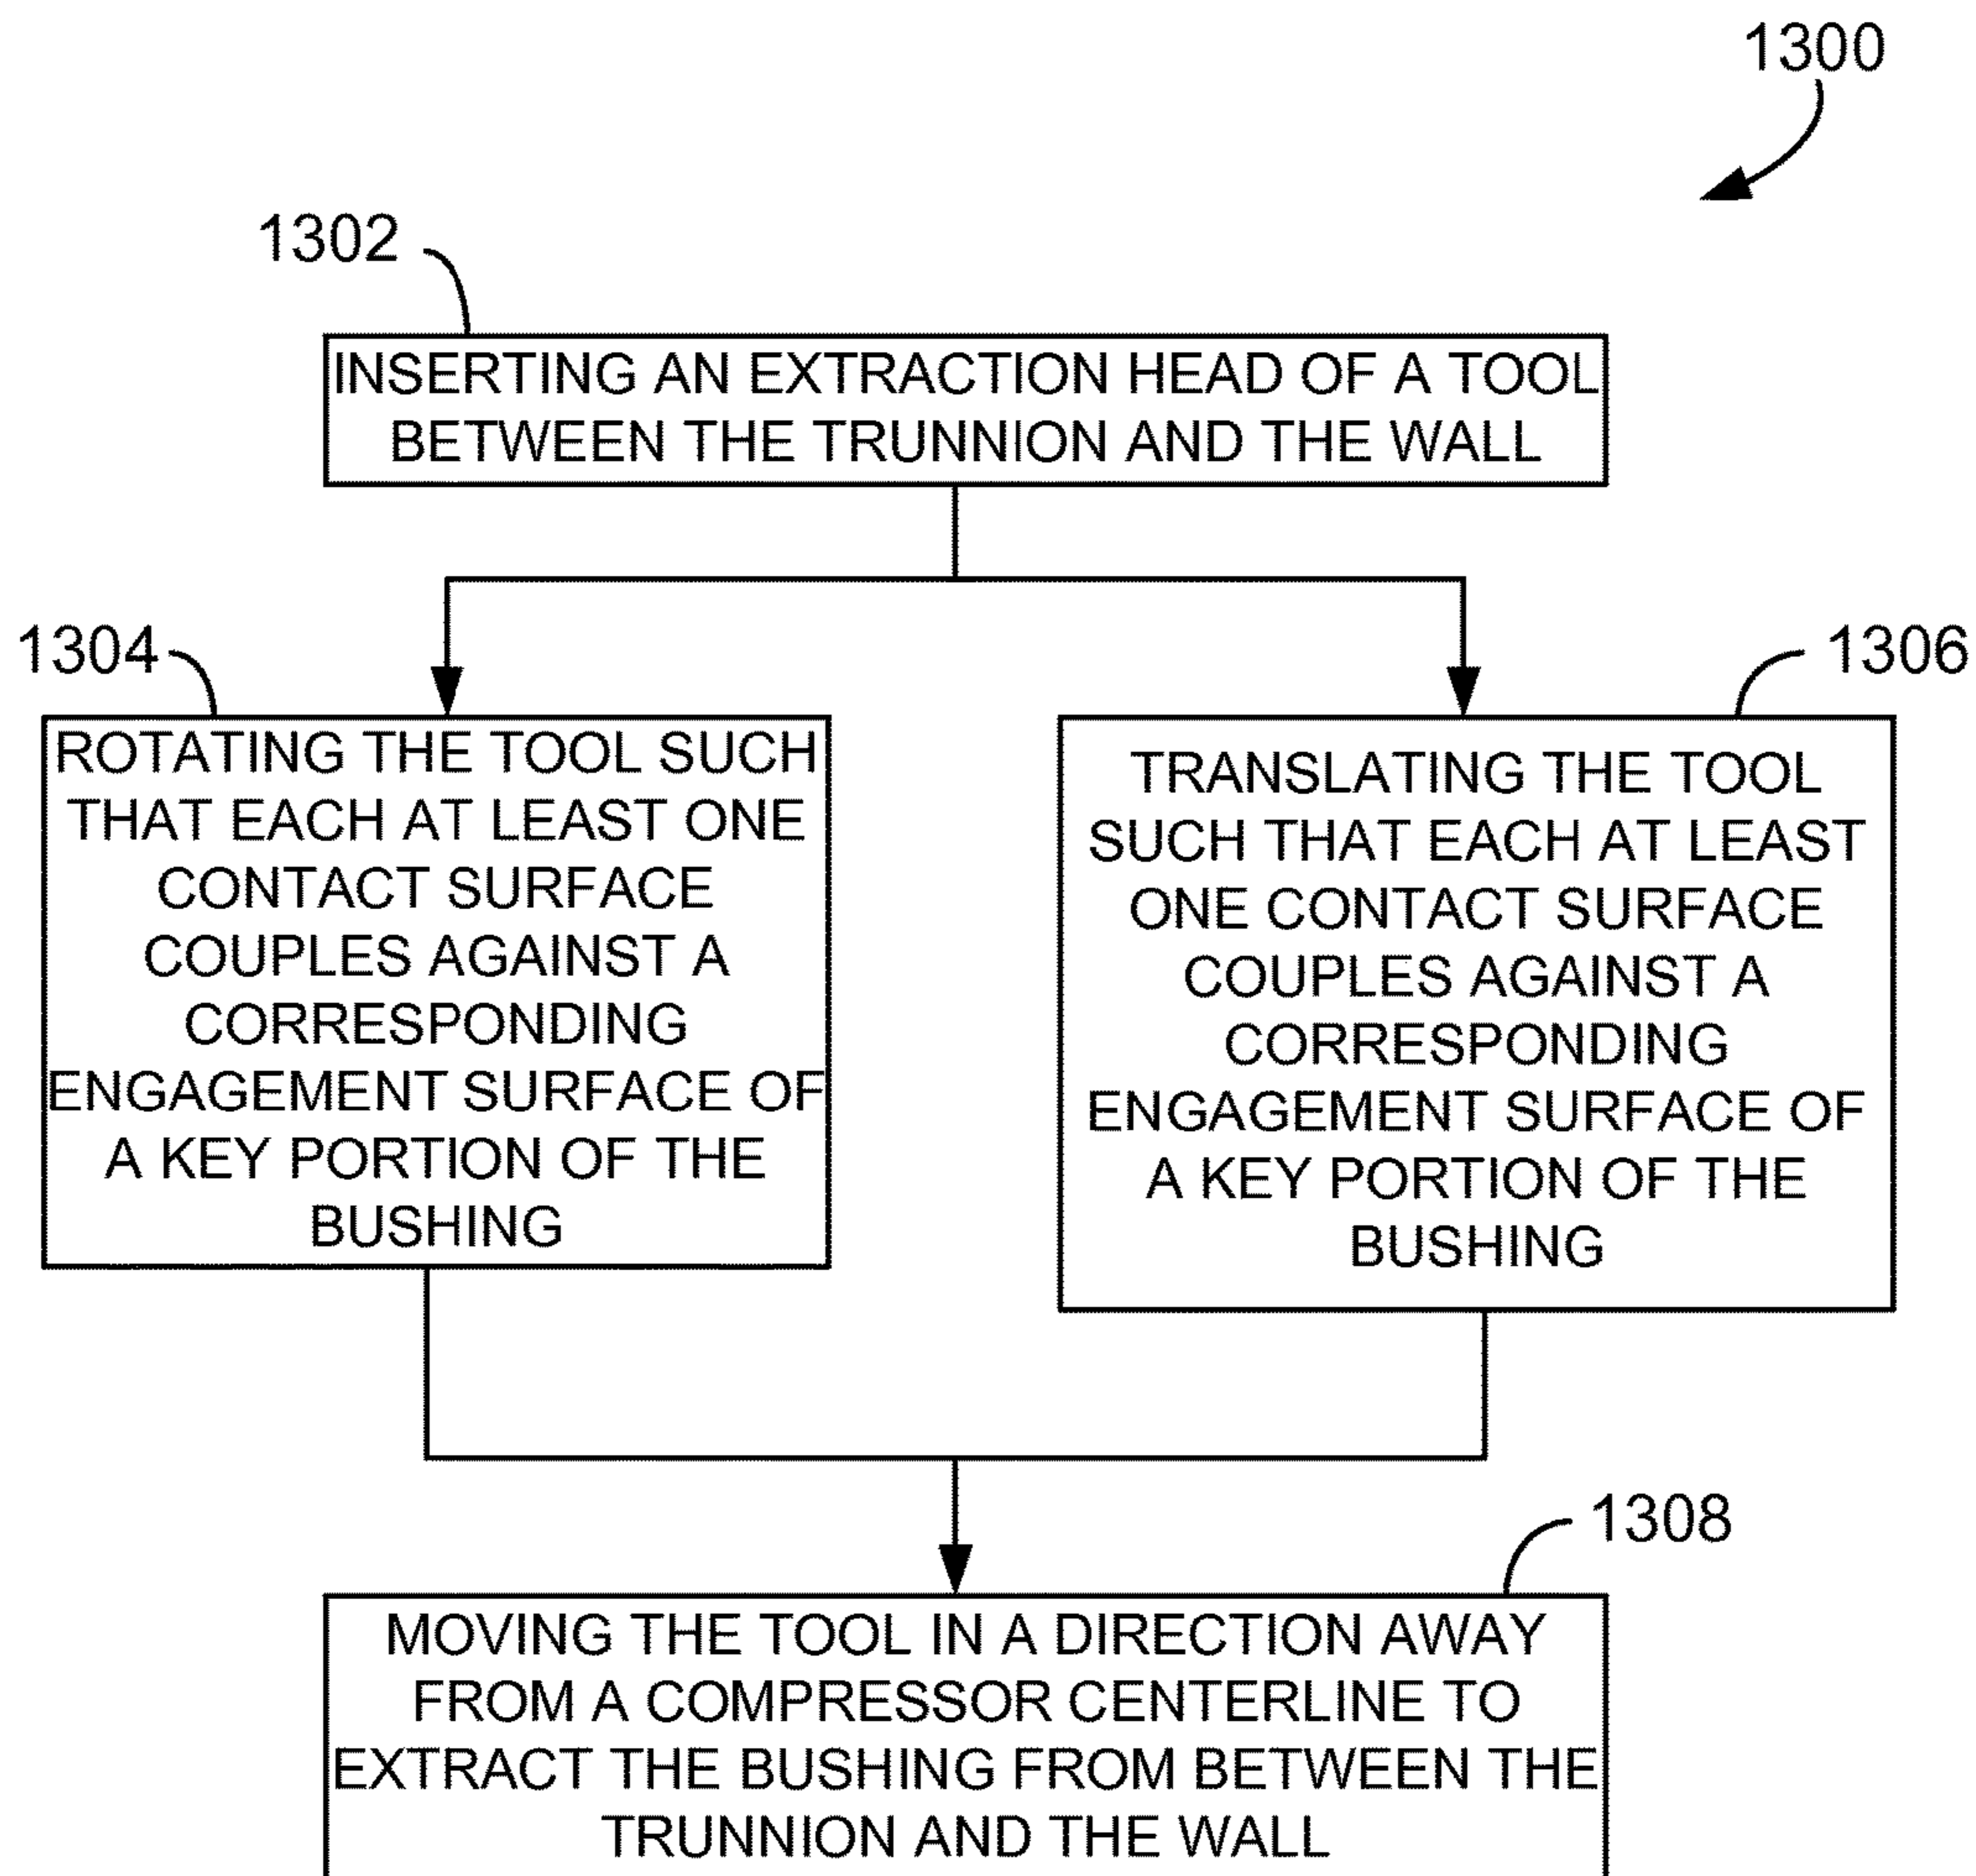 1300
1302
INSERTING AN EXTRACTION HEAD OF A TOOL
BETWEEN THE TRUNNION AND THE WALL
1304
ROTATING THE TOOL SUCH
THAT EACH AT LEAST ONE
CONTACT SURFACE
COUPLES AGAINST A
CORRESPONDING
ENGAGEMENT SURFACE OF
A KEY PORTION OF THE
BUSHING
1306
TRANSLATING THE TOOL
SUCH THAT EACH AT LEAST
ONE CONTACT SURFACE
COUPLES AGAINST A
CORRESPONDING
ENGAGEMENT SURFACE OF
A KEY PORTION OF THE
BUSHING
1308
MOVING THE TOOL IN A DIRECTION AWAY
FROM A COMPRESSOR CENTERLINE TO
EXTRACT THE BUSHING FROM BETWEEN THE
TRUNNION AND THE WALL